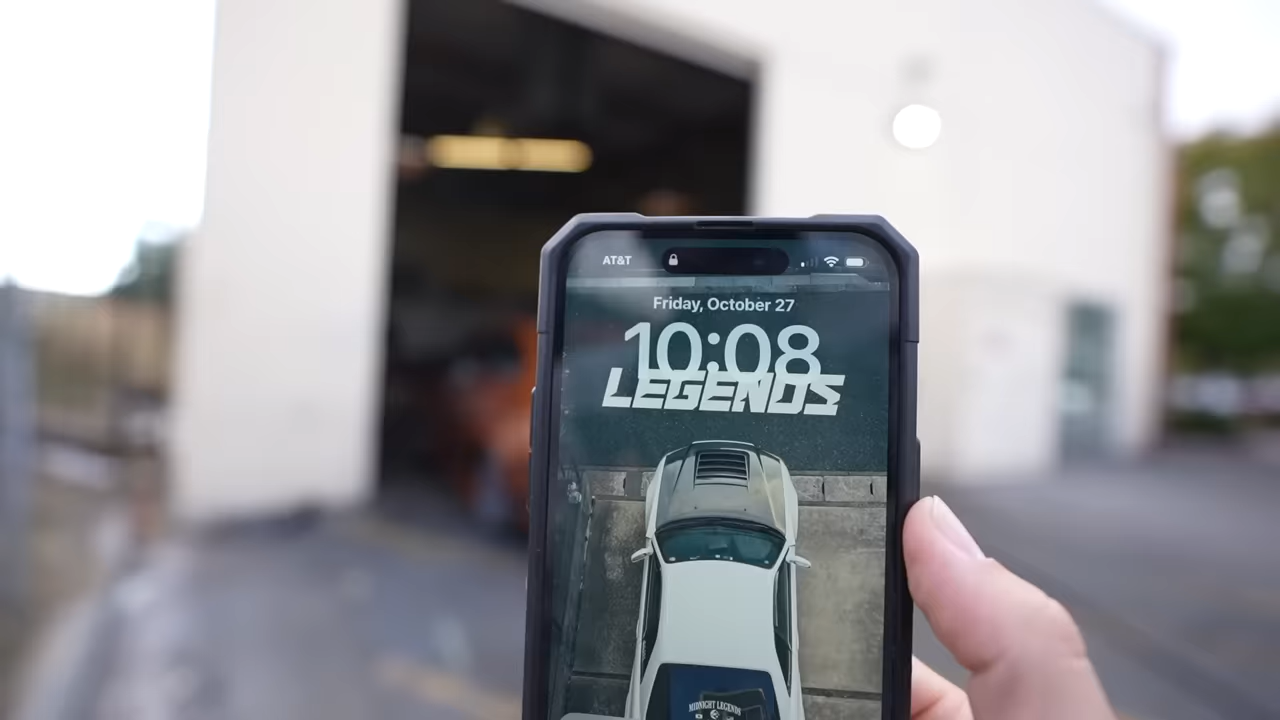 AT&T
Friday, October 27
10:08
LEGENDS
MIDNIGHT LEGENDS